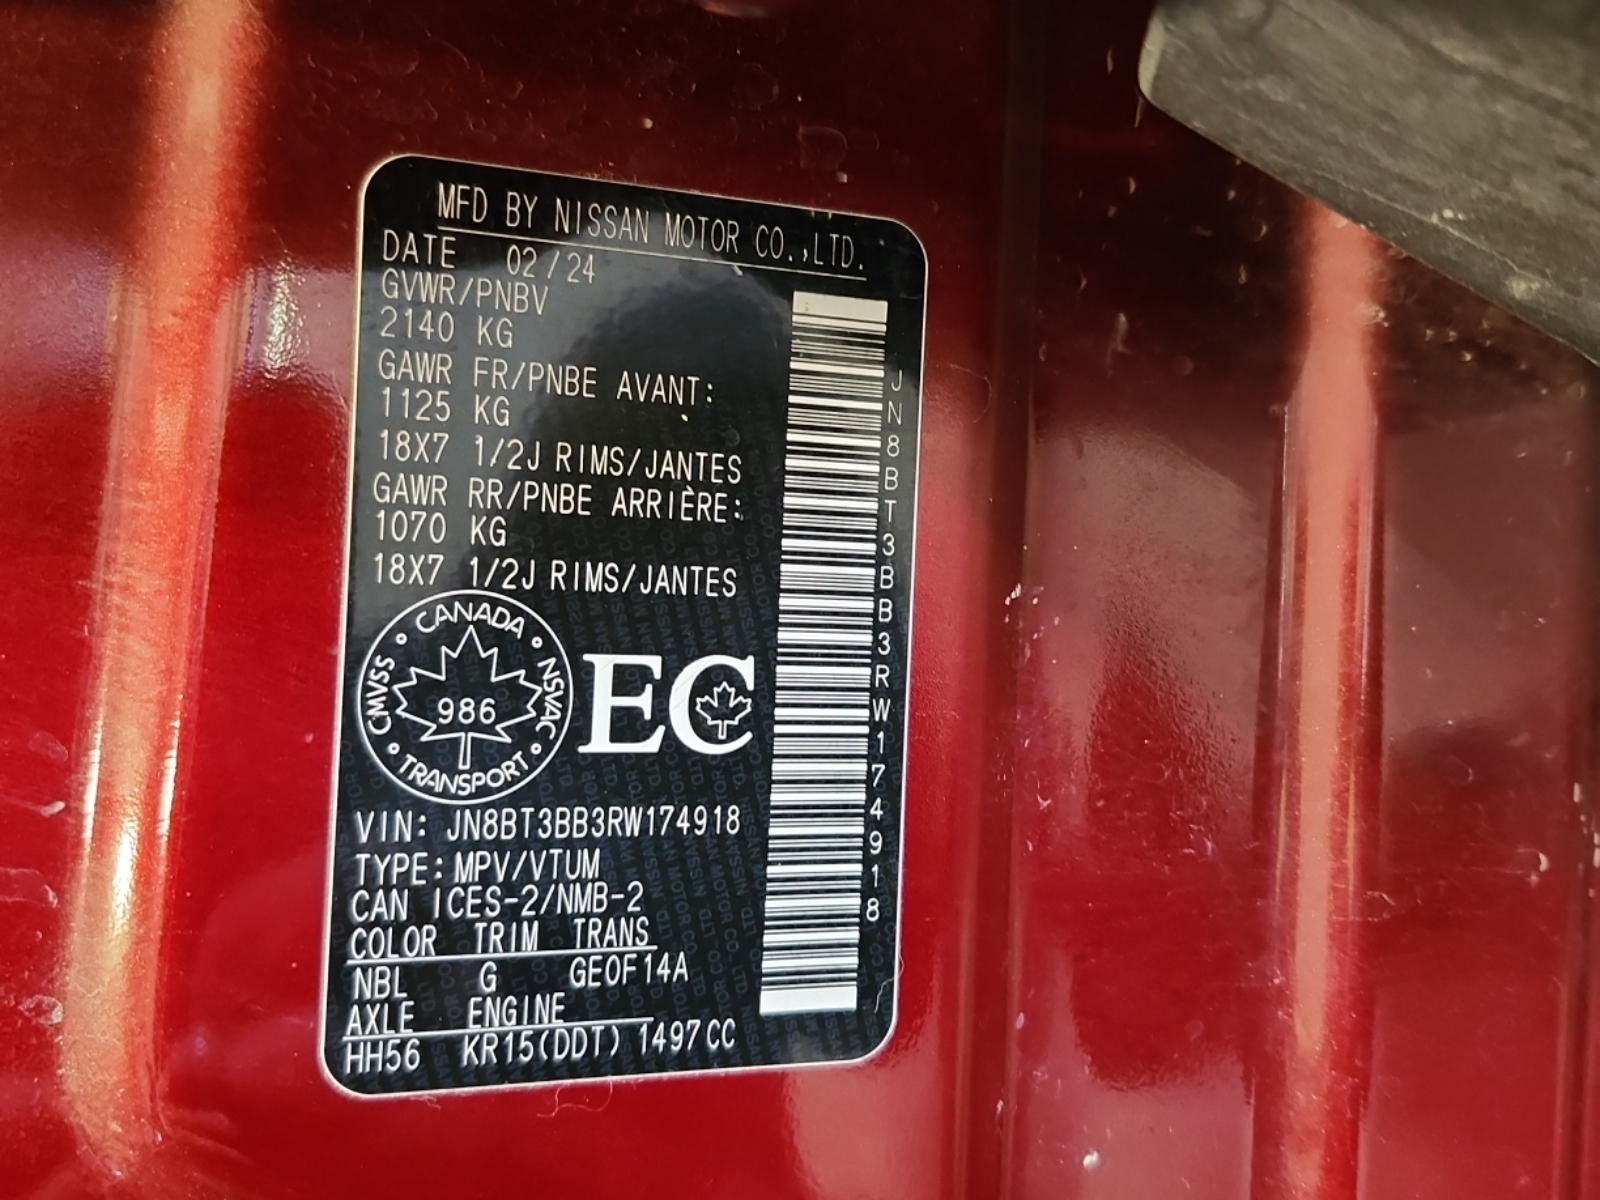 MFD BY NISSAN MOTOR CO.,LTD.
DATE 02/24
GVWR/PNBV
2140 KG
GAWR FR/PNBE AVANT:
1125 KG
18X7 1/2J RIMS/JANTES
GAWR RR/PNBE ARRIÈRE:
1070 KG
18X7 1/2J RIMS/JANTES
CANADA
CMVSS
NSVAC
986
TRANSPORT
EC
VIN: JN8BT3BB3RW174918
TYPE: MPV/VTUM
CAN ICES-2/NMB-2
COLOR TRIM TRANS
NBL G GE0F14A
AXLE ENGINE
HH56 KR15(DDT) 1497CC
JN8BT3BB3RW174918